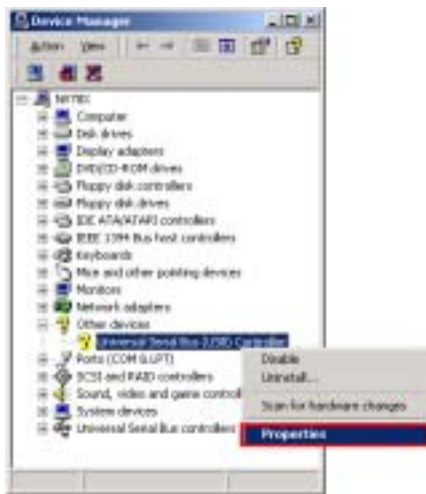 Device Manager
Action View
Computer
Disk drives
Display adapters
DVD/CD-ROM drives
Floppy disk controllers
Floppy disk drives
IDE ATA/ATAPI controllers
IEEE 1394 Bus host controllers
Keyboards
Mice and other pointing devices
Monitors
Network adapters
Other devices
Universal Serial Bus (USB) Controller
Ports (COM & LPT)
SCSI and RAID controllers
Sound, video and game control
System devices
Universal Serial Bus controllers
Disable
Uninstall...
Scan for hardware changes
Properties